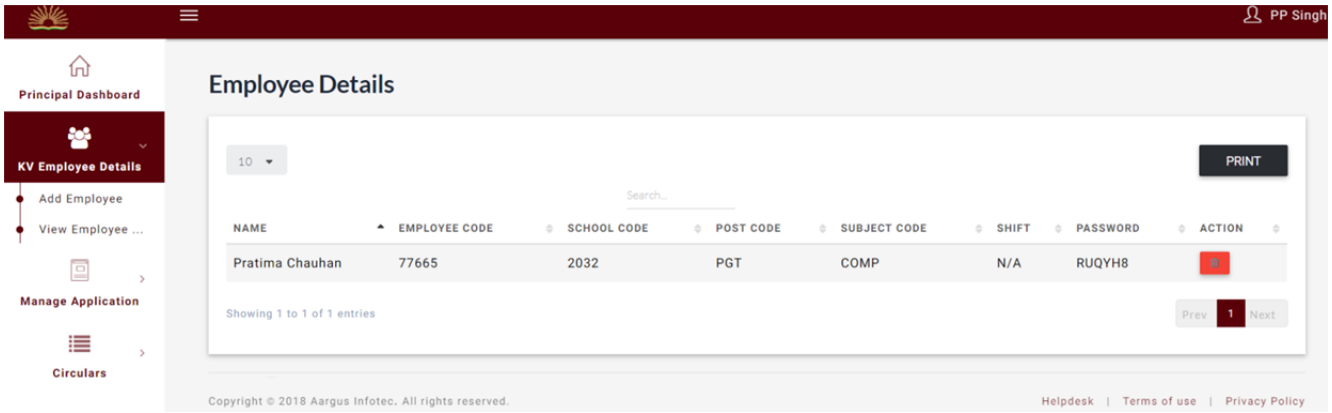 PP Singh
Principal Dashboard
KV Employee Details
Add Employee
View Employee ...
Manage Application
Circulars
Employee Details
10
PRINT
Search...
NAME EMPLOYEE CODE SCHOOL CODE POST CODE SUBJECT CODE SHIFT PASSWORD ACTION
Pratima Chauhan 77665 2032 PGT COMP N/A RUQYH8
Showing 1 to 1 of 1 entries
Prev 1 Next
Copyright © 2018 Aargus Infotec. All rights reserved.
Helpdesk | Terms of use | Privacy Policy